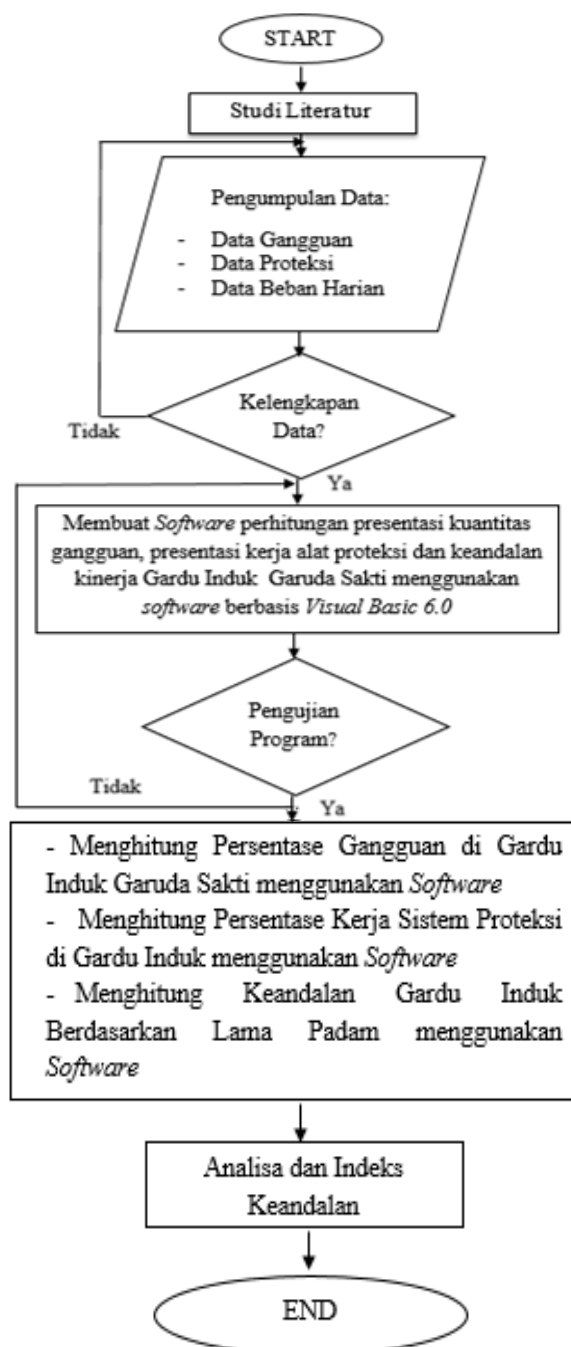 START
Studi Literatur
Pengumpulan Data:
- Data Gangguan
- Data Proteksi
- Data Beban Harian
Kelengkapan
Data?
Tidak
Ya
Membuat Software perhitungan presentasi kuantitas
gangguan, presentasi kerja alat proteksi dan keandalan
kinerja Gardu Induk Garuda Sakti menggunakan
software berbasis Visual Basic 6.0
Pengujian
Program?
Tidak
Ya
- Menghitung Persentase Gangguan di Gardu
Induk Garuda Sakti menggunakan Software
- Menghitung Persentase Kerja Sistem Proteksi
di Gardu Induk menggunakan Software
- Menghitung Keandalan Gardu Induk
Berdasarkan Lama Padam menggunakan
Software
Analisa dan Indeks
Keandalan
END